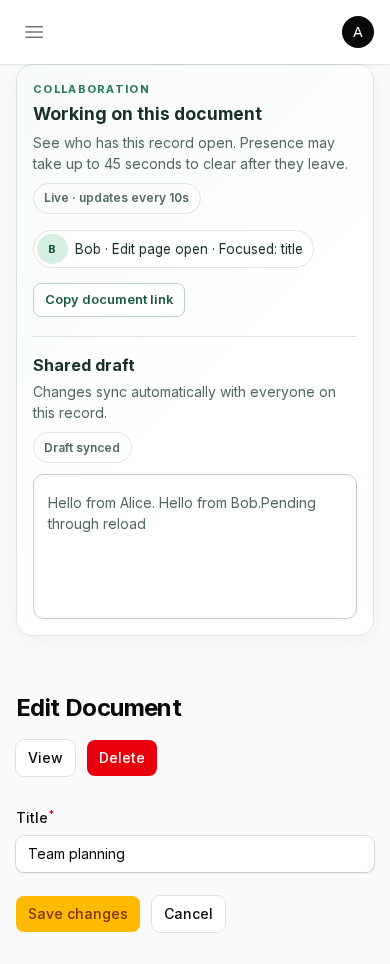 A
COLLABORATION
Working on this document
See who has this record open. Presence may
take up to 45 seconds to clear after they leave.
Live · updates every 10s
B Bob · Edit page open · Focused: title
Copy document link
Shared draft
Changes sync automatically with everyone on
this record.
Draft synced
Hello from Alice. Hello from Bob.Pending
through reload
Edit Document
View Delete
Title*
Team planning
Save changes Cancel